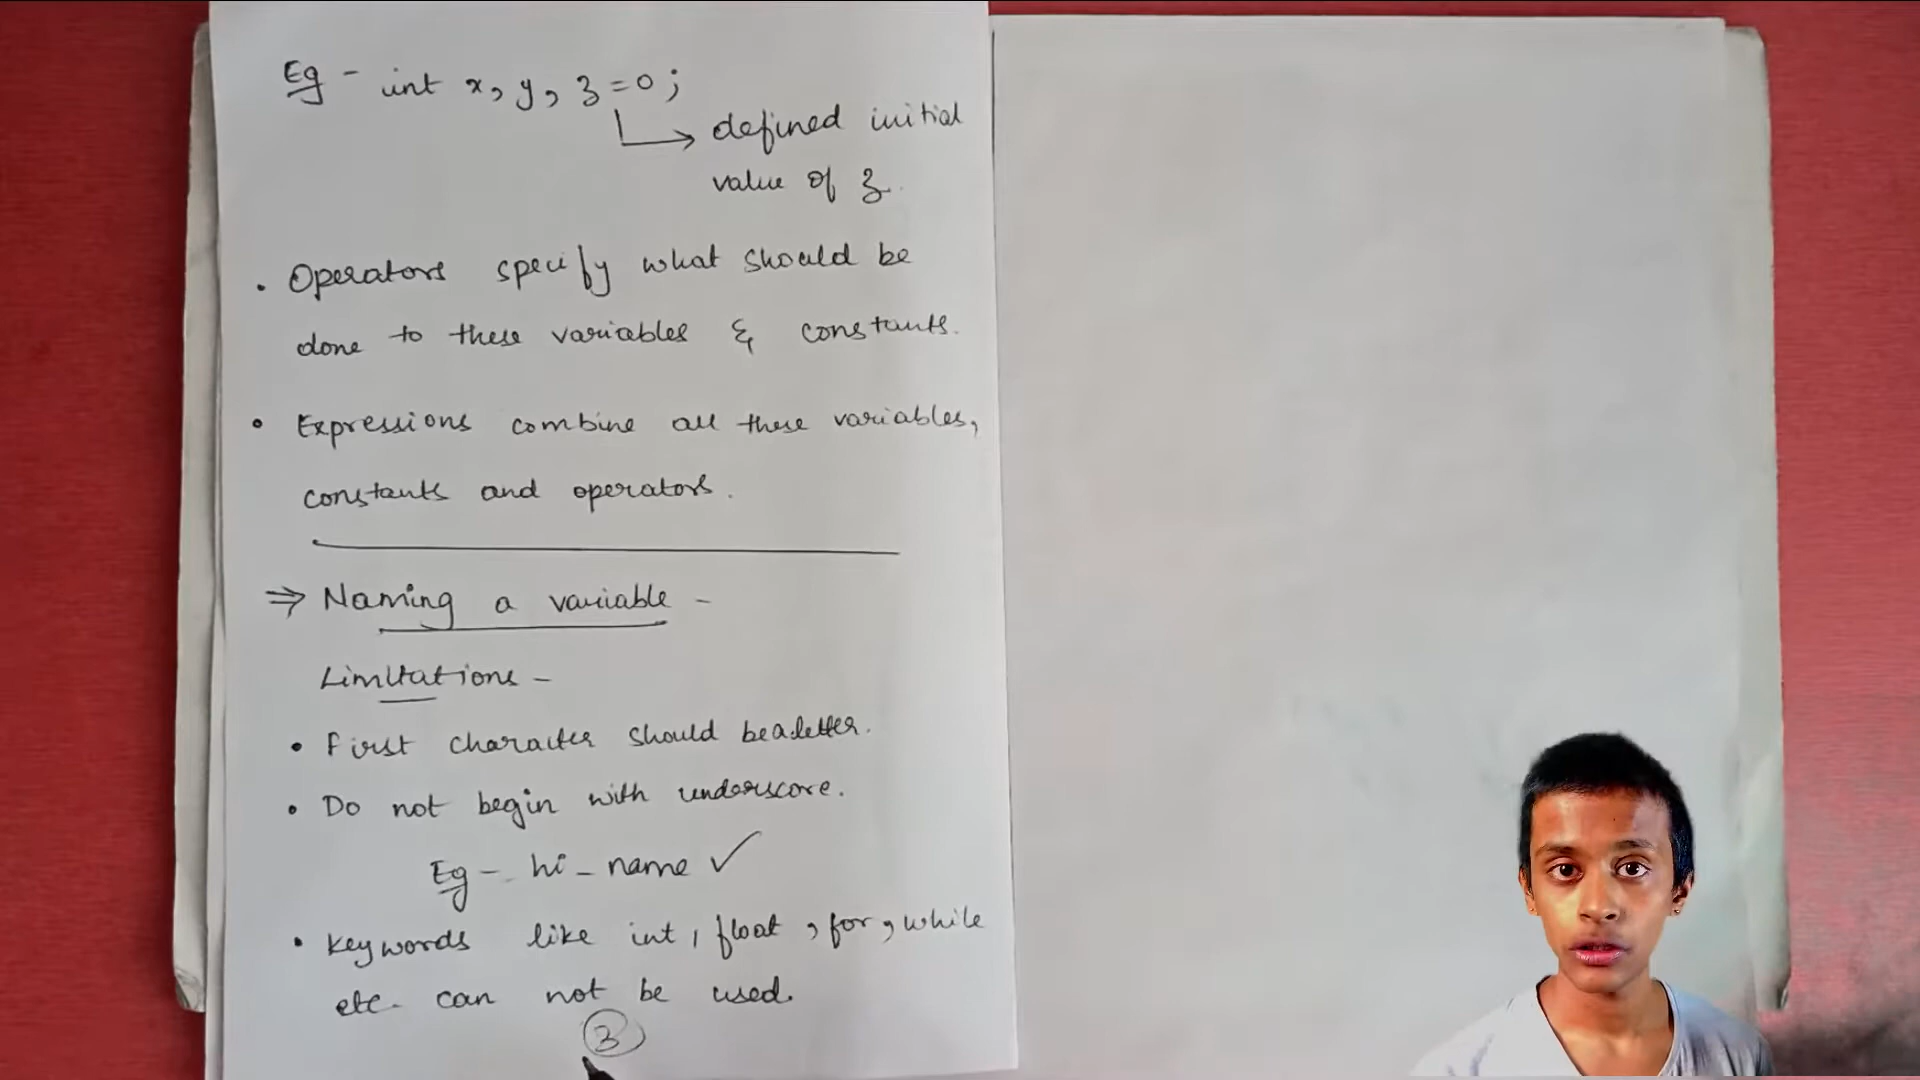 Eg - int x, y, z = 0;
defined initial
value of z.
• Operators specify what should be
done to these variables & constants.
• Expressions combine all these variables,
constants and operators.
⇒ Naming a variable -
Limitations -
• First character should be a letter.
• Do not begin with underscore.
Eg - hi_name ✓
• Keywords like int, float, for, while
etc. can not be used.
3